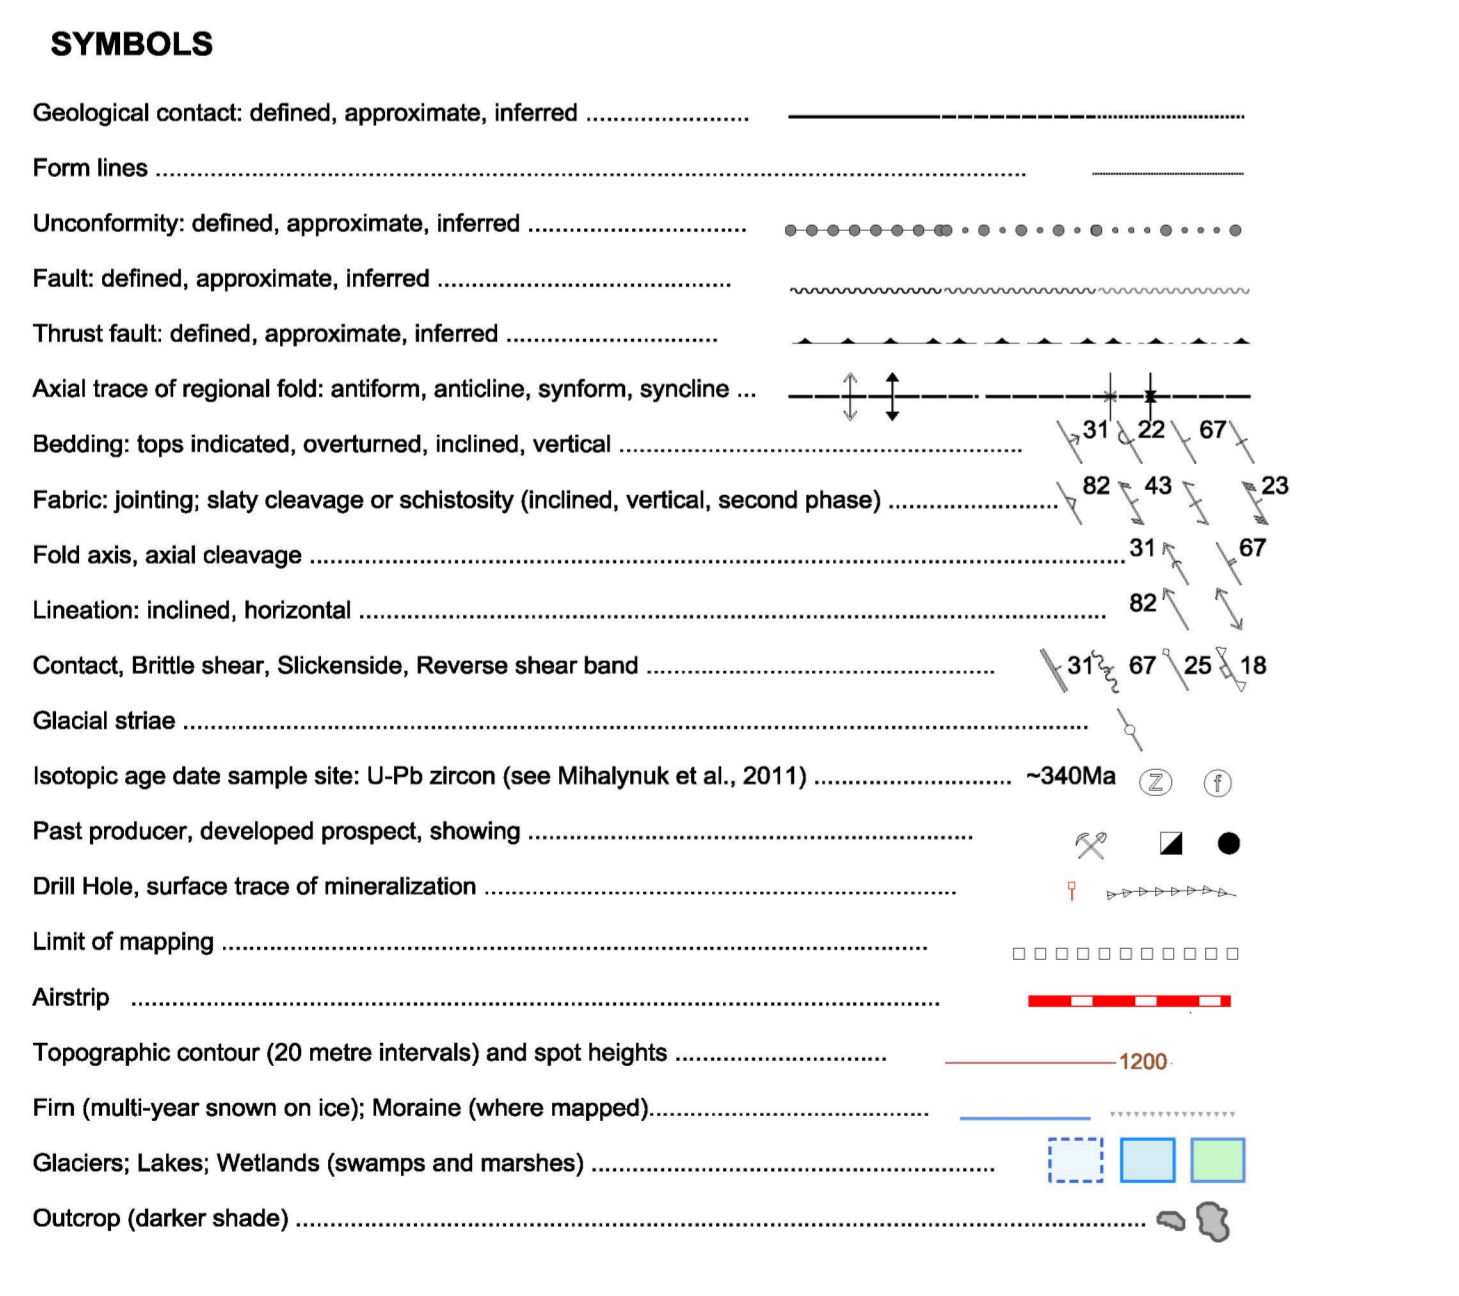 SYMBOLS
Geological contact: defined, approximate, inferred ........................
Form lines ................................................................................................................................
Unconformity: defined, approximate, inferred ................................
Fault: defined, approximate, inferred ...........................................
Thrust fault: defined, approximate, inferred ...............................
Axial trace of regional fold: antiform, anticline, synform, syncline ...
Bedding: tops indicated, overturned, inclined, vertical ........................................................... 31 22 67
Fabric: jointing; slaty cleavage or schistosity (inclined, vertical, second phase) ......................... 82 43 23
Fold axis, axial cleavage ........................................................................................................................ 31 67
Lineation: inclined, horizontal .............................................................................................................. 82
Contact, Brittle shear, Slickenside, Reverse shear band ................................................... 31 67 25 18
Glacial striae .....................................................................................................................................
Isotopic age date sample site: U-Pb zircon (see Mihalynuk et al., 2011) ............................. ~340Ma Z f
Past producer, developed prospect, showing .................................................................
Drill Hole, surface trace of mineralization .....................................................................
Limit of mapping ........................................................................................................
Airstrip .......................................................................................................................
Topographic contour (20 metre intervals) and spot heights ............................... 1200
Firn (multi-year snown on ice); Moraine (where mapped).........................................
Glaciers; Lakes; Wetlands (swamps and marshes) ...........................................................
Outcrop (darker shade) .............................................................................................................................